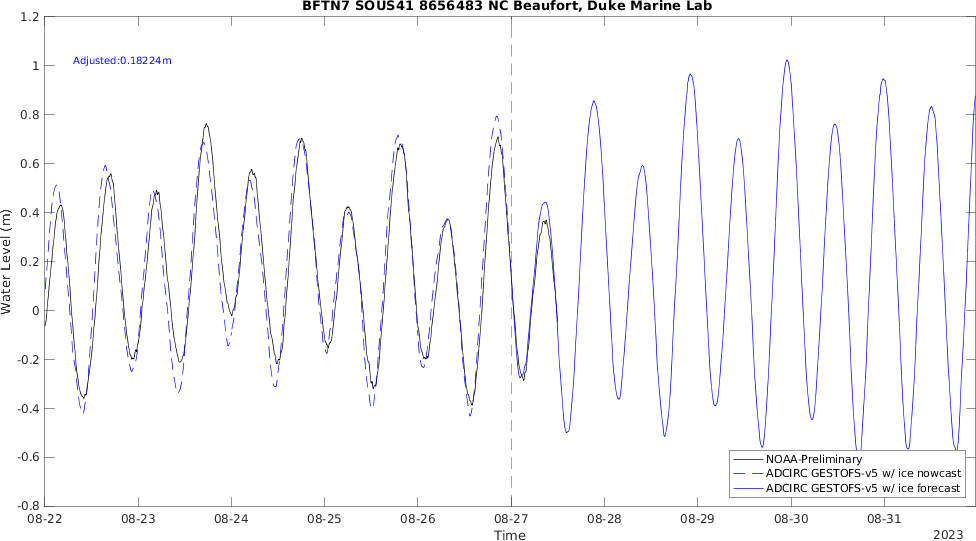 BFTN7 SOUS41 8656483 NC Beaufort, Duke Marine Lab
Adjusted:0.18224m
Water Level (m)
1.2
1
0.8
0.6
0.4
0.2
0
-0.2
-0.4
-0.6
-0.8
NOAA-Preliminary
ADCIRC GESTOFS-v5 w/ ice nowcast
ADCIRC GESTOFS-v5 w/ ice forecast
08-22 08-23 08-24 08-25 08-26 08-27 08-28 08-29 08-30 08-31
Time
2023